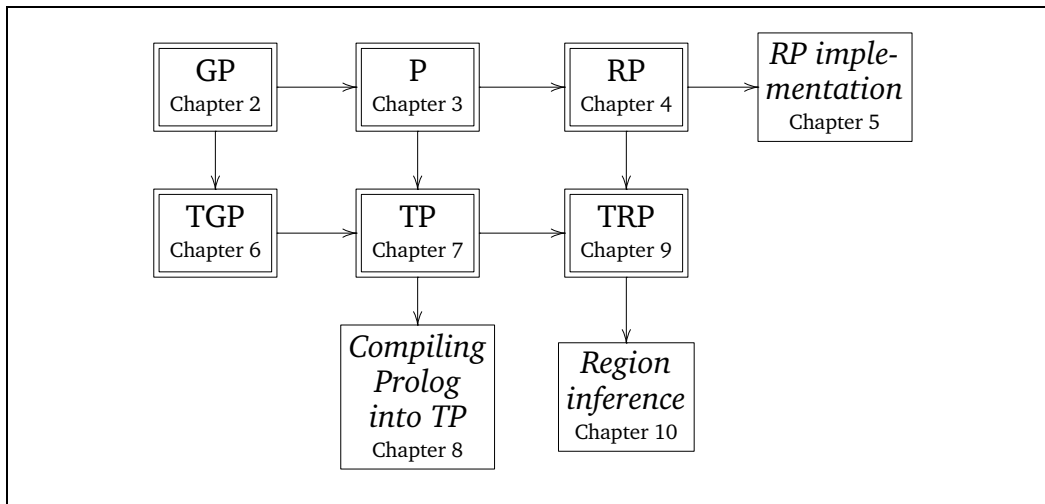 GP
Chapter 2
P
Chapter 3
RP
Chapter 4
RP imple-
mentation
Chapter 5
TGP
Chapter 6
TP
Chapter 7
TRP
Chapter 9
Compiling
Prolog
into TP
Chapter 8
Region
inference
Chapter 10